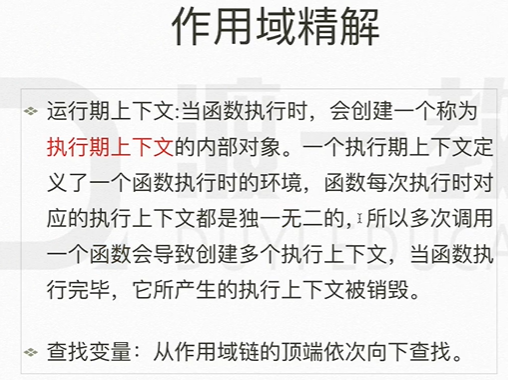 作用域精解
运行期上下文:当函数执行时，会创建一个称为
执行期上下文的内部对象。一个执行期上下文定
义了一个函数执行时的环境，函数每次执行时对
应的执行上下文都是独一无二的，所以多次调用
一个函数会导致创建多个执行上下文，当函数执
行完毕，它所产生的执行上下文被销毁。
查找变量：从作用域链的顶端依次向下查找。